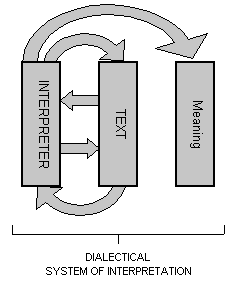 INTERPRETER
TEXT
Meaning
DIALECTICAL
SYSTEM OF INTERPRETATION